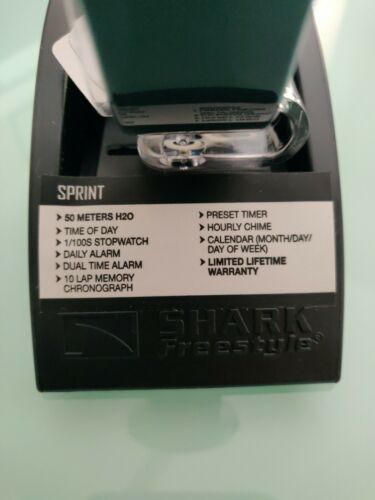 SPRINT
50 METERS H2O
TIME OF DAY
1/100S STOPWATCH
DAILY ALARM
DUAL TIME ALARM
10 LAP MEMORY
CHRONOGRAPH
PRESET TIMER
HOURLY CHIME
CALENDAR (MONTH/DAY/
DAY OF WEEK)
LIMITED LIFETIME
WARRANTY
SHARK
Freestyle®